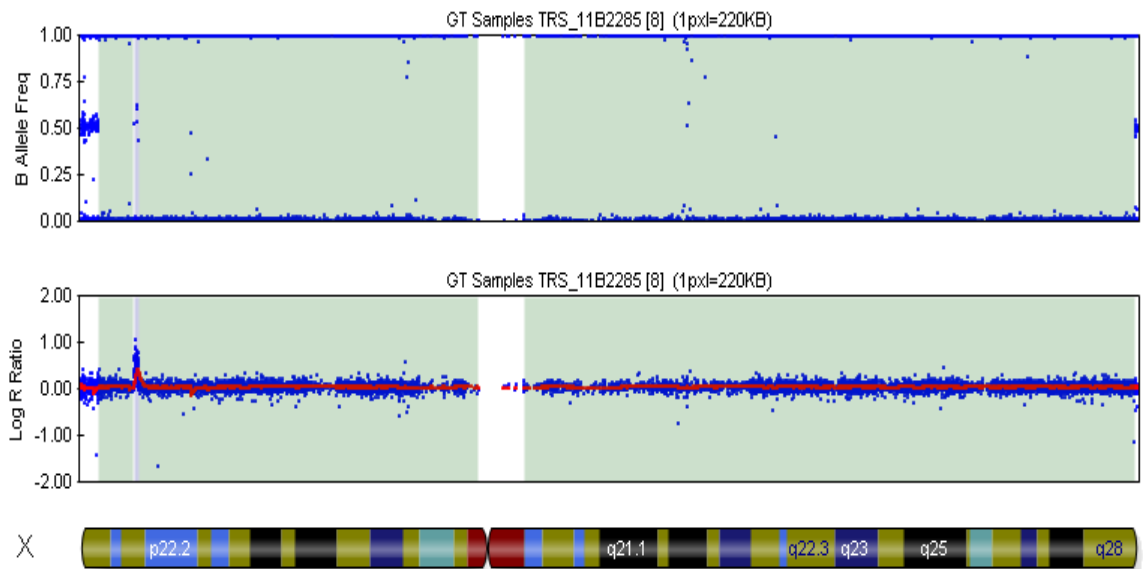 GT Samples TRS_11B2285 [8] (1pxl=220KB)
B Allele Freq
1.00
0.75
0.50
0.25
0.00
GT Samples TRS_11B2285 [8] (1pxl=220KB)
Log R Ratio
2.00
1.00
0.00
-1.00
-2.00
X
p22.2
q21.1
q22.3
q23
q25
q28